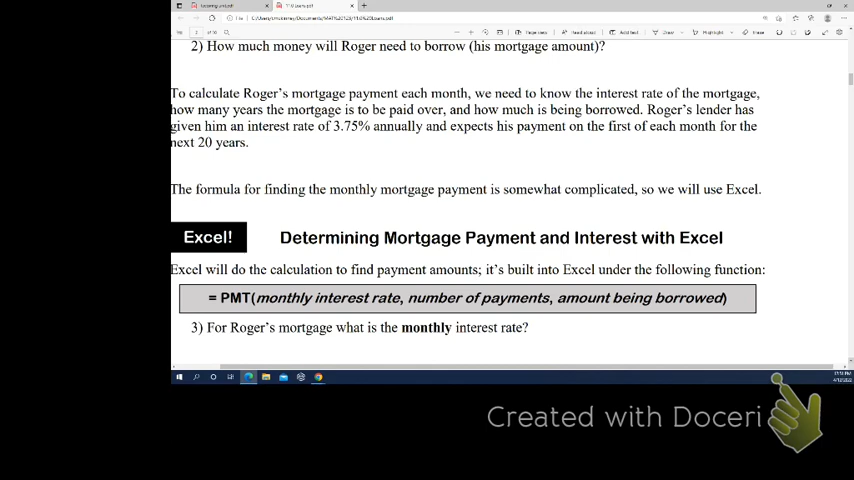 11.0 Loans.pdf
2) How much money will Roger need to borrow (his mortgage amount)?
To calculate Roger's mortgage payment each month, we need to know the interest rate of the mortgage,
how many years the mortgage is to be paid over, and how much is being borrowed. Roger's lender has
given him an interest rate of 3.75% annually and expects his payment on the first of each month for the
next 20 years.
The formula for finding the monthly mortgage payment is somewhat complicated, so we will use Excel.
Excel! Determining Mortgage Payment and Interest with Excel
Excel will do the calculation to find payment amounts; it's built into Excel under the following function:
= PMT(monthly interest rate, number of payments, amount being borrowed)
3) For Roger's mortgage what is the monthly interest rate?
Created with Doceri